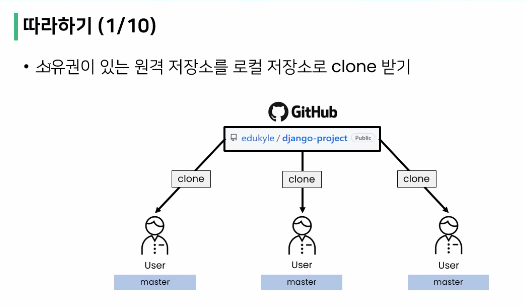 따라하기 (1/10)
• 소유권이 있는 원격 저장소를 로컬 저장소로 clone 받기
GitHub
edukyle / django-project Public
clone clone clone
User User User
master master master